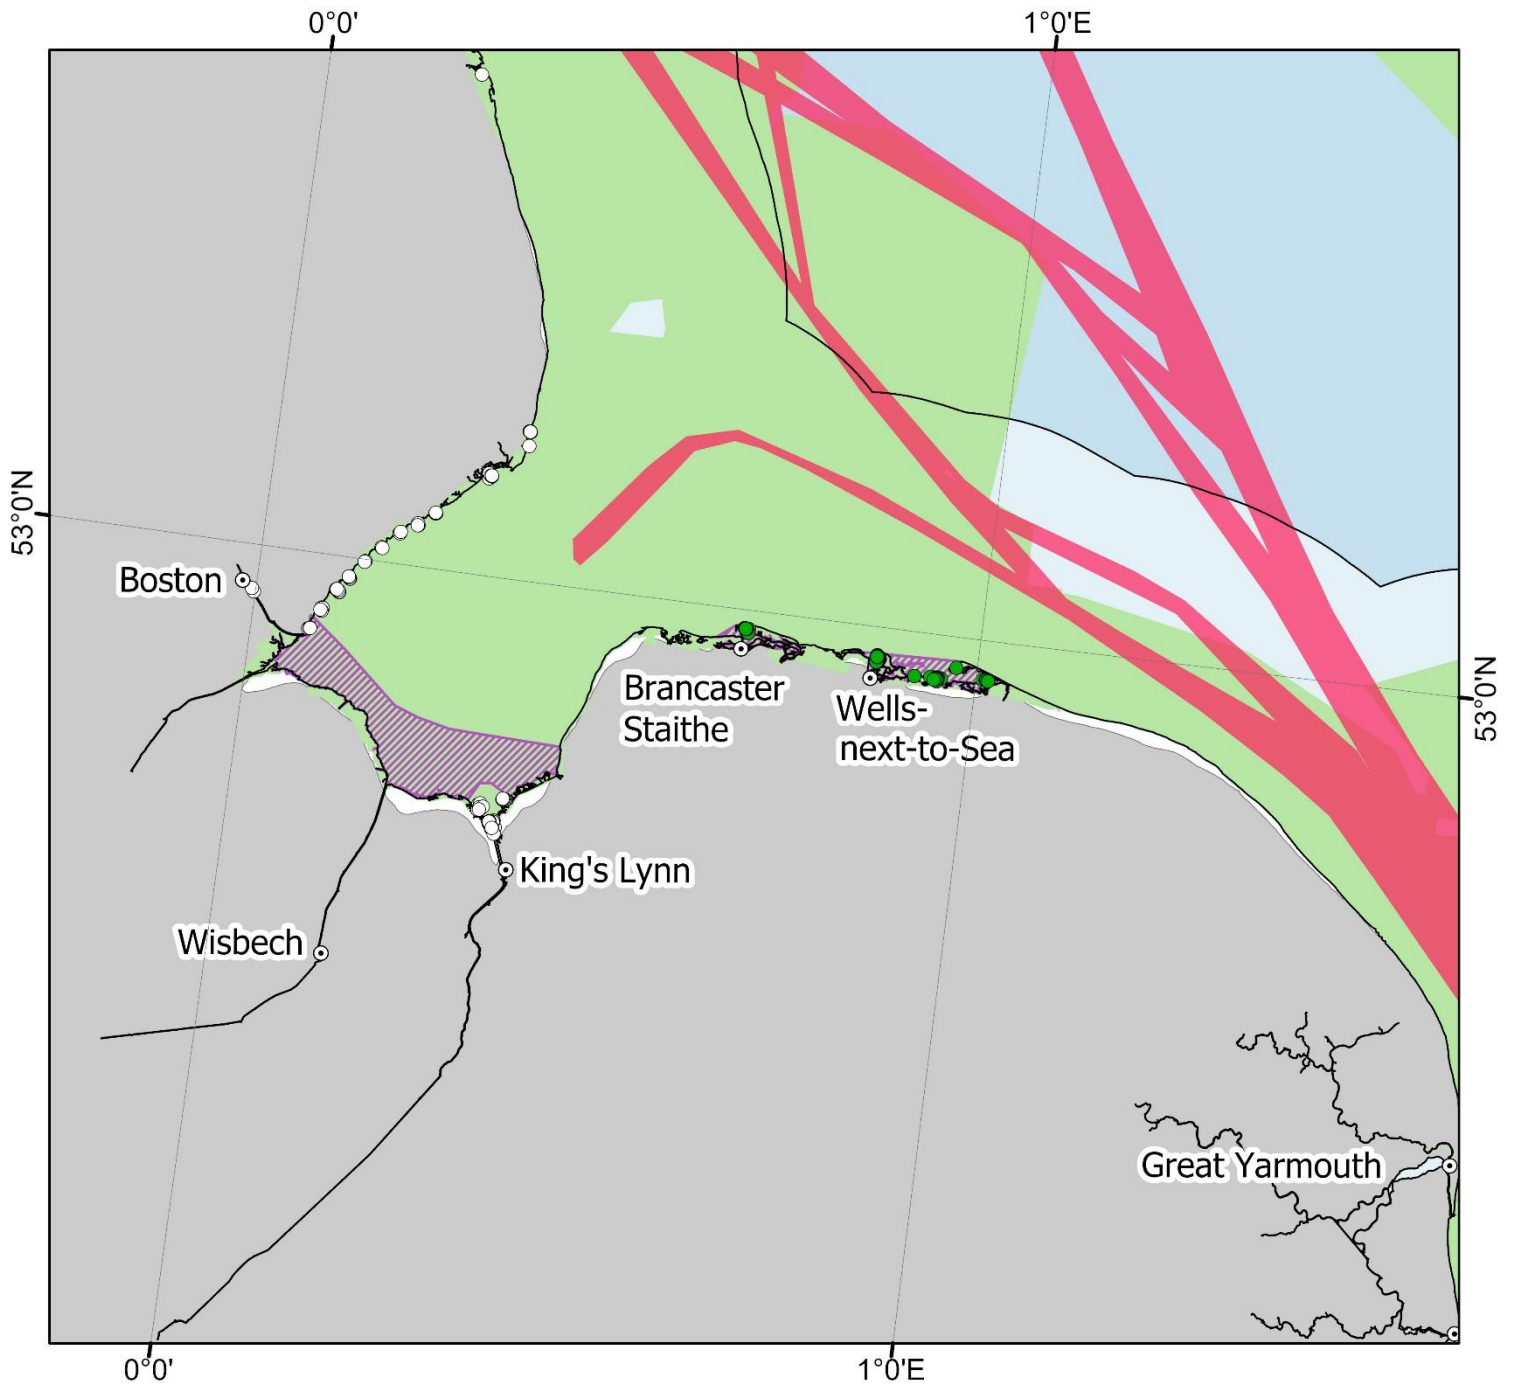 0°0'
1°0'E
53°0'N
Boston
Brancaster
Staithe
Wells-
next-to-Sea
53°0'N
King's Lynn
Wisbech
Great Yarmouth
0°0'
1°0'E